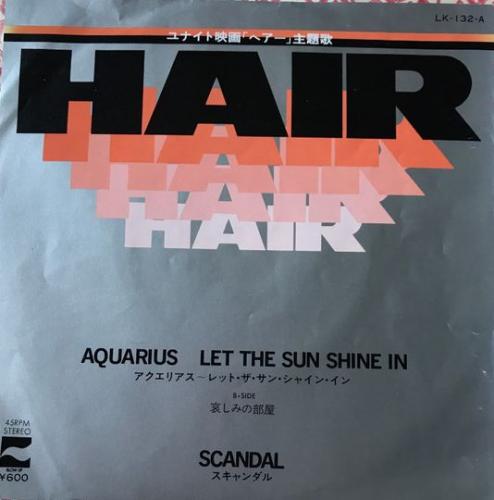 LK-132-A
ユナイト映画「ヘアー」主題歌
HAIR
HAIR
HAIR
HAIR
AQUARIUS LET THE SUN SHINE IN
アクエリアス〜レット・ザ・サン・シャイン・イン
B-SIDE
哀しみの部屋
45RPM
STEREO
¥600
SCANDAL
スキャンダル